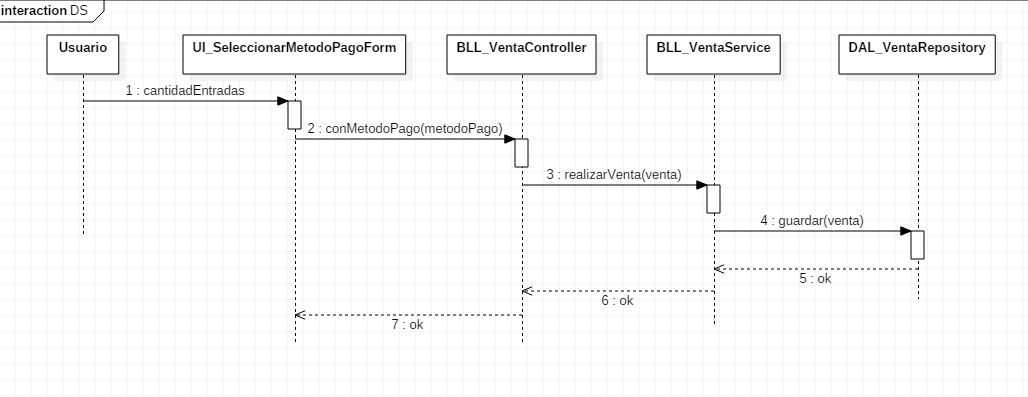 interaction DS
Usuario
UI_SeleccionarMetodoPagoForm
BLL_VentaController
BLL_VentaService
DAL_VentaRepository
1 : cantidadEntradas
2 : conMetodoPago(metodoPago)
3 : realizarVenta(venta)
4 : guardar(venta)
5 : ok
6 : ok
7 : ok